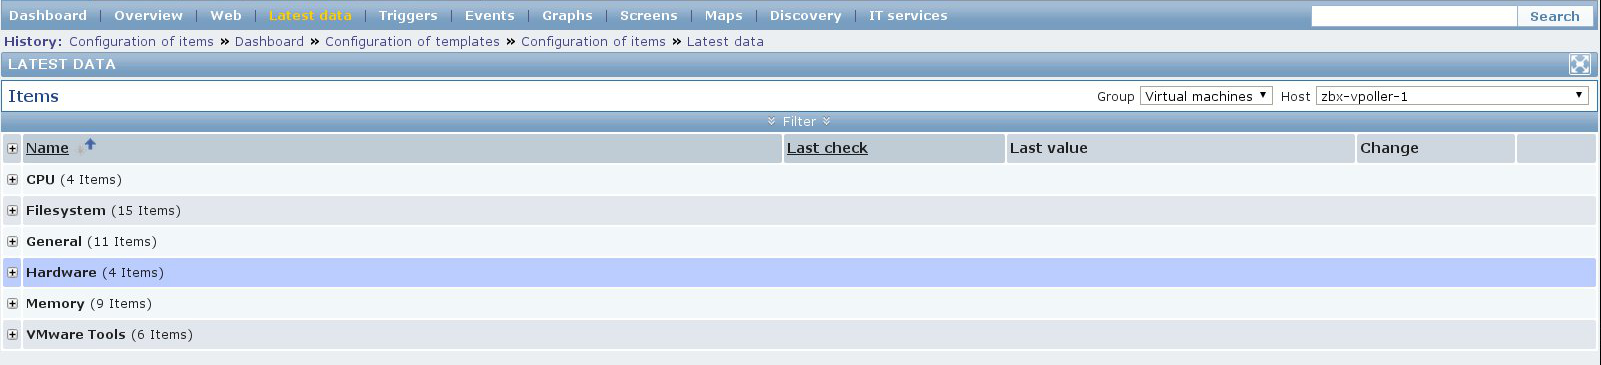 Dashboard | Overview | Web | Latest data | Triggers | Events | Graphs | Screens | Maps | Discovery | IT services Search
History: Configuration of items » Dashboard » Configuration of templates » Configuration of items » Latest data
LATEST DATA
Items Group Virtual machines Host zbx-vpoller-1
Filter
Name Last check Last value Change
CPU (4 Items)
Filesystem (15 Items)
General (11 Items)
Hardware (4 Items)
Memory (9 Items)
VMware Tools (6 Items)